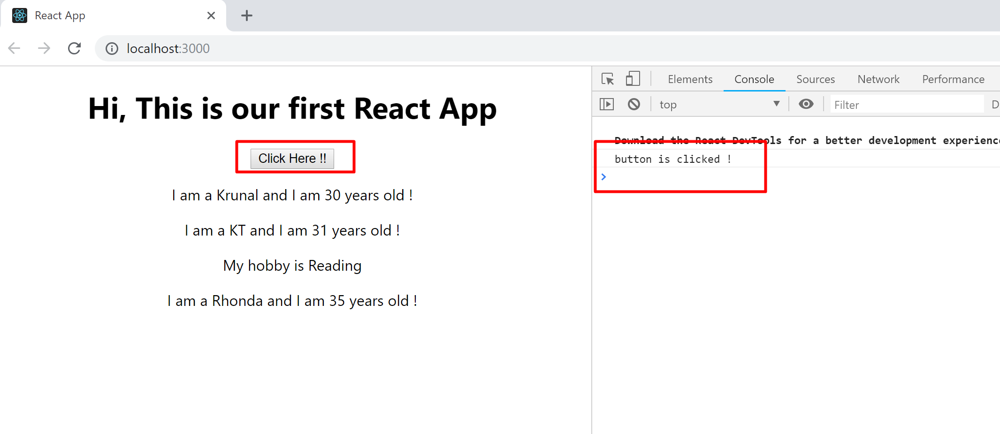 React App
localhost:3000
Elements Console Sources Network Performance
top Filter D
Hi, This is our first React App
Click Here !!
I am a Krunal and I am 30 years old !
I am a KT and I am 31 years old !
My hobby is Reading
I am a Rhonda and I am 35 years old !
Download the React DevTools for a better development experienc
button is clicked !